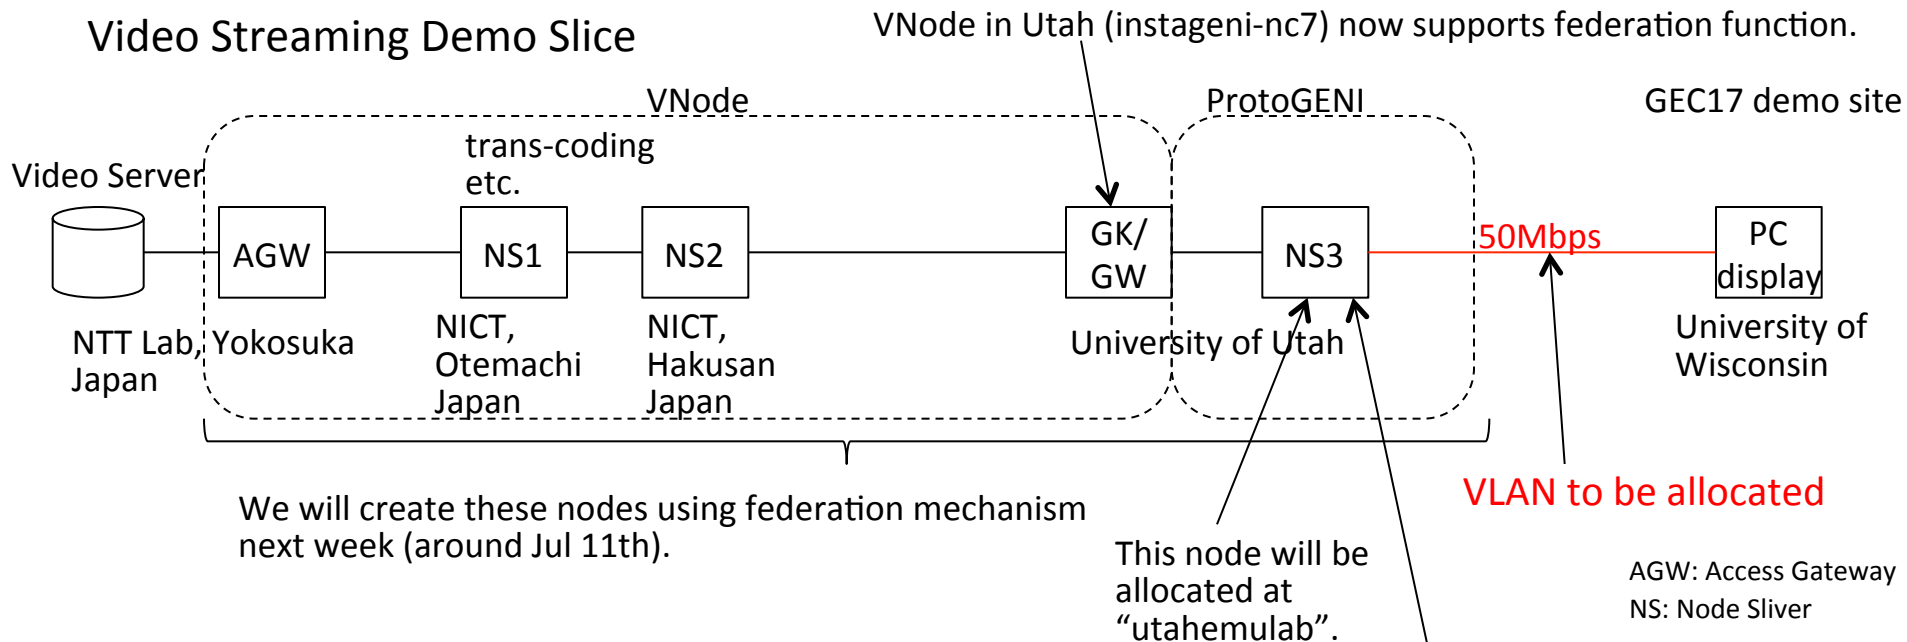 Video Streaming Demo Slice
VNode in Utah (instageni-nc7) now supports federation function.
VNode
ProtoGENI
GEC17 demo site
trans-coding
etc.
Video Server
AGW
NS1
NS2
GK/
GW
NS3
50Mbps
PC
display
NTT Lab, Yokosuka
Japan
NICT,
Otemachi
Japan
NICT,
Hakusan
Japan
University of Utah
University of
Wisconsin
VLAN to be allocated
We will create these nodes using federation mechanism
next week (around Jul 11th).
This node will be
allocated at
“utahemulab”.
AGW: Access Gateway
NS: Node Sliver